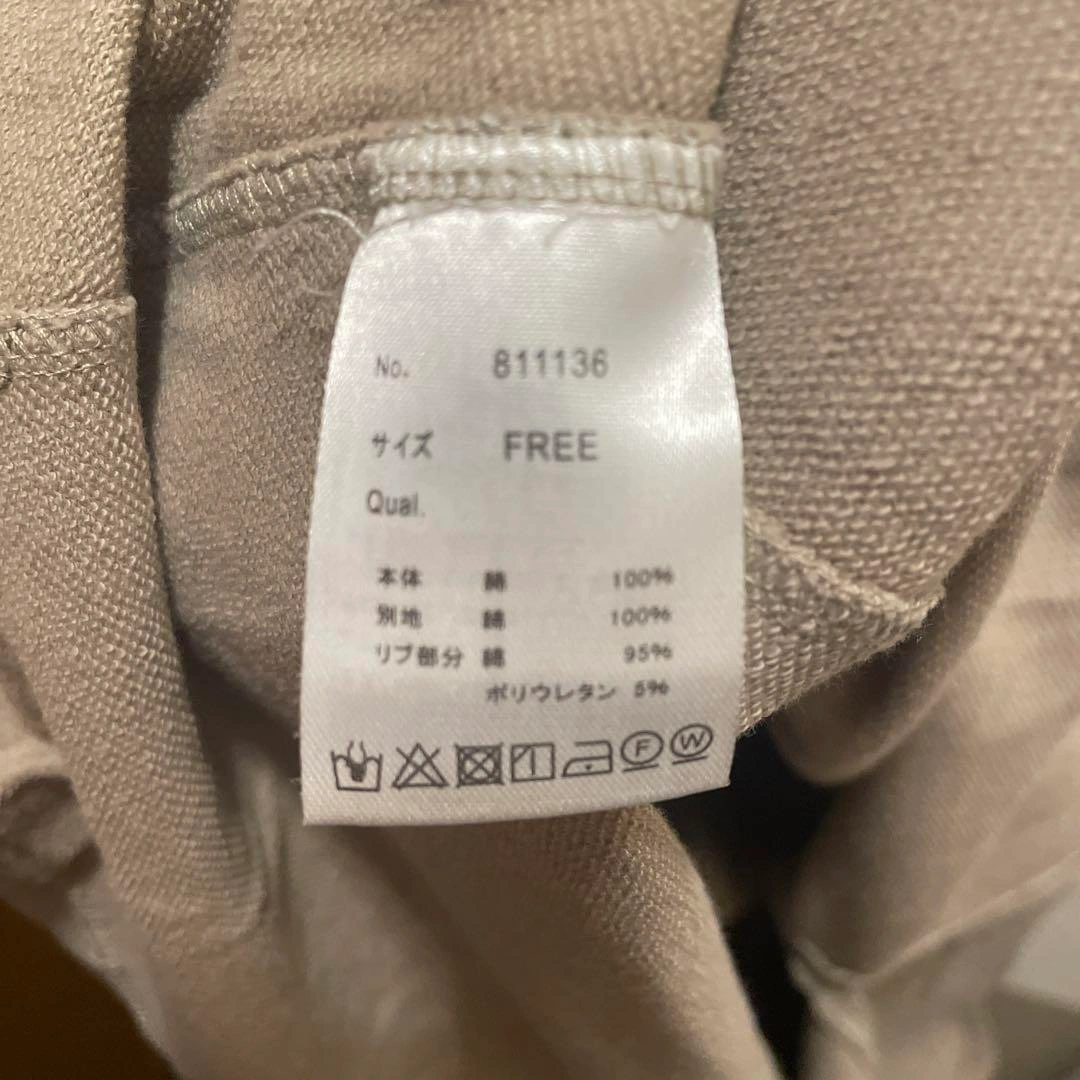 No. 811136
サイズ FREE
Qual.
本体 綿 100%
別地 綿 100%
リブ部分 綿 95%
ポリウレタン 5%
F W